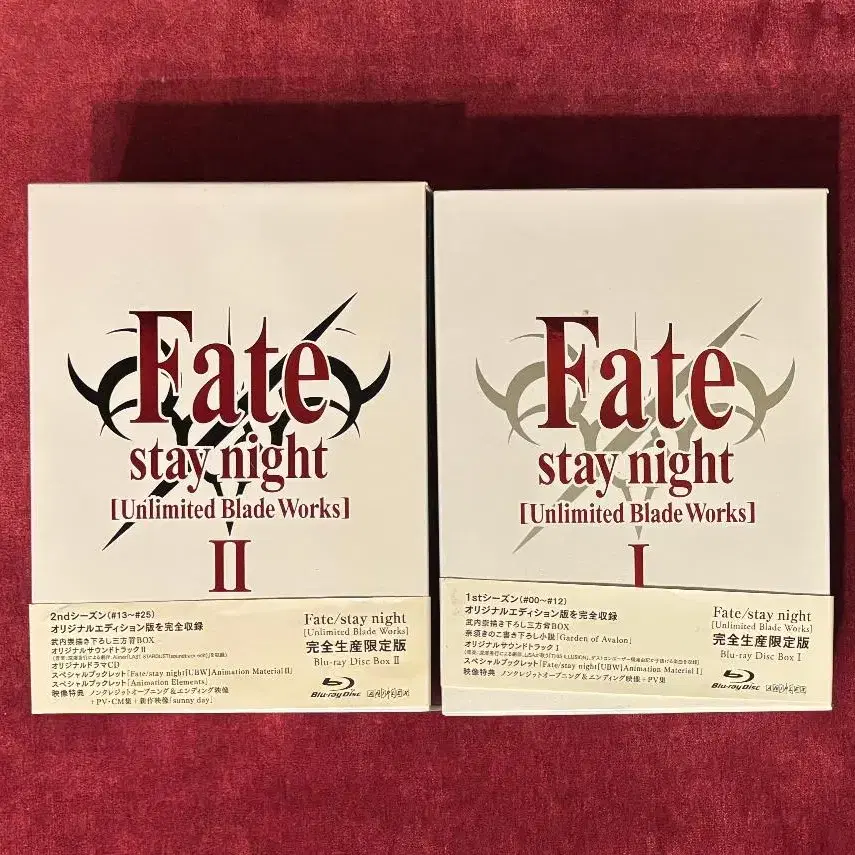 Fate
stay night
[Unlimited Blade Works]
II
2ndシーズン(#13〜#25)
オリジナルエディション版を完全収録
武内崇描き下ろし三方背BOX
オリジナルサウンドトラックII
オリジナルドラマCD
スペシャルブックレット「Fate/stay night[UBW]Animation Material II」
スペシャルブックレット「Animation Elements」
映像特典 ノンクレジットオープニング&エンディング映像
+PV・CM集+新作映像「sunny day」
Fate/stay night
[Unlimited Blade Works]
完全生産限定版
Blu-ray Disc Box II
Blu-ray Disc
ANIPLEX
Fate
stay night
[Unlimited Blade Works]
I
1stシーズン(#00〜#12)
オリジナルエディション版を完全収録
武内崇描き下ろし三方背BOX
奈須きのこ書き下ろし小説「Garden of Avalon」
オリジナルサウンドトラック I
スペシャルブックレット「Fate/stay night[UBW]Animation Material I」
映像特典 ノンクレジットオープニング&エンディング映像+PV集
Fate/stay night
[Unlimited Blade Works]
完全生産限定版
Blu-ray Disc Box I
Blu-ray Disc
ANIPLEX